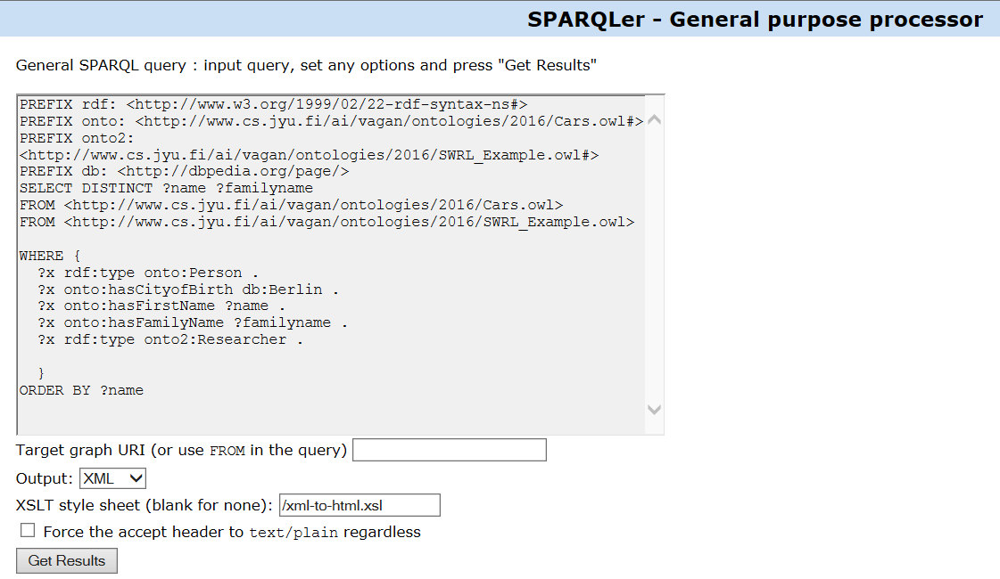 SPARQLer - General purpose processor
General SPARQL query : input query, set any options and press "Get Results"
PREFIX rdf: <http://www.w3.org/1999/02/22-rdf-syntax-ns#>
PREFIX onto: <http://www.cs.jyu.fi/ai/vagan/ontologies/2016/Cars.owl#>
PREFIX onto2:
<http://www.cs.jyu.fi/ai/vagan/ontologies/2016/SWRL_Example.owl#>
PREFIX db: <http://dbpedia.org/page/>
SELECT DISTINCT ?name ?familyname
FROM <http://www.cs.jyu.fi/ai/vagan/ontologies/2016/Cars.owl>
FROM <http://www.cs.jyu.fi/ai/vagan/ontologies/2016/SWRL_Example.owl>
WHERE {
?x rdf:type onto:Person .
?x onto:hasCityofBirth db:Berlin .
?x onto:hasFirstName ?name .
?x onto:hasFamilyName ?familyname .
?x rdf:type onto2:Researcher .
}
ORDER BY ?name
Target graph URI (or use FROM in the query)
Output: XML
XSLT style sheet (blank for none): /xml-to-html.xsl
Force the accept header to text/plain regardless
Get Results